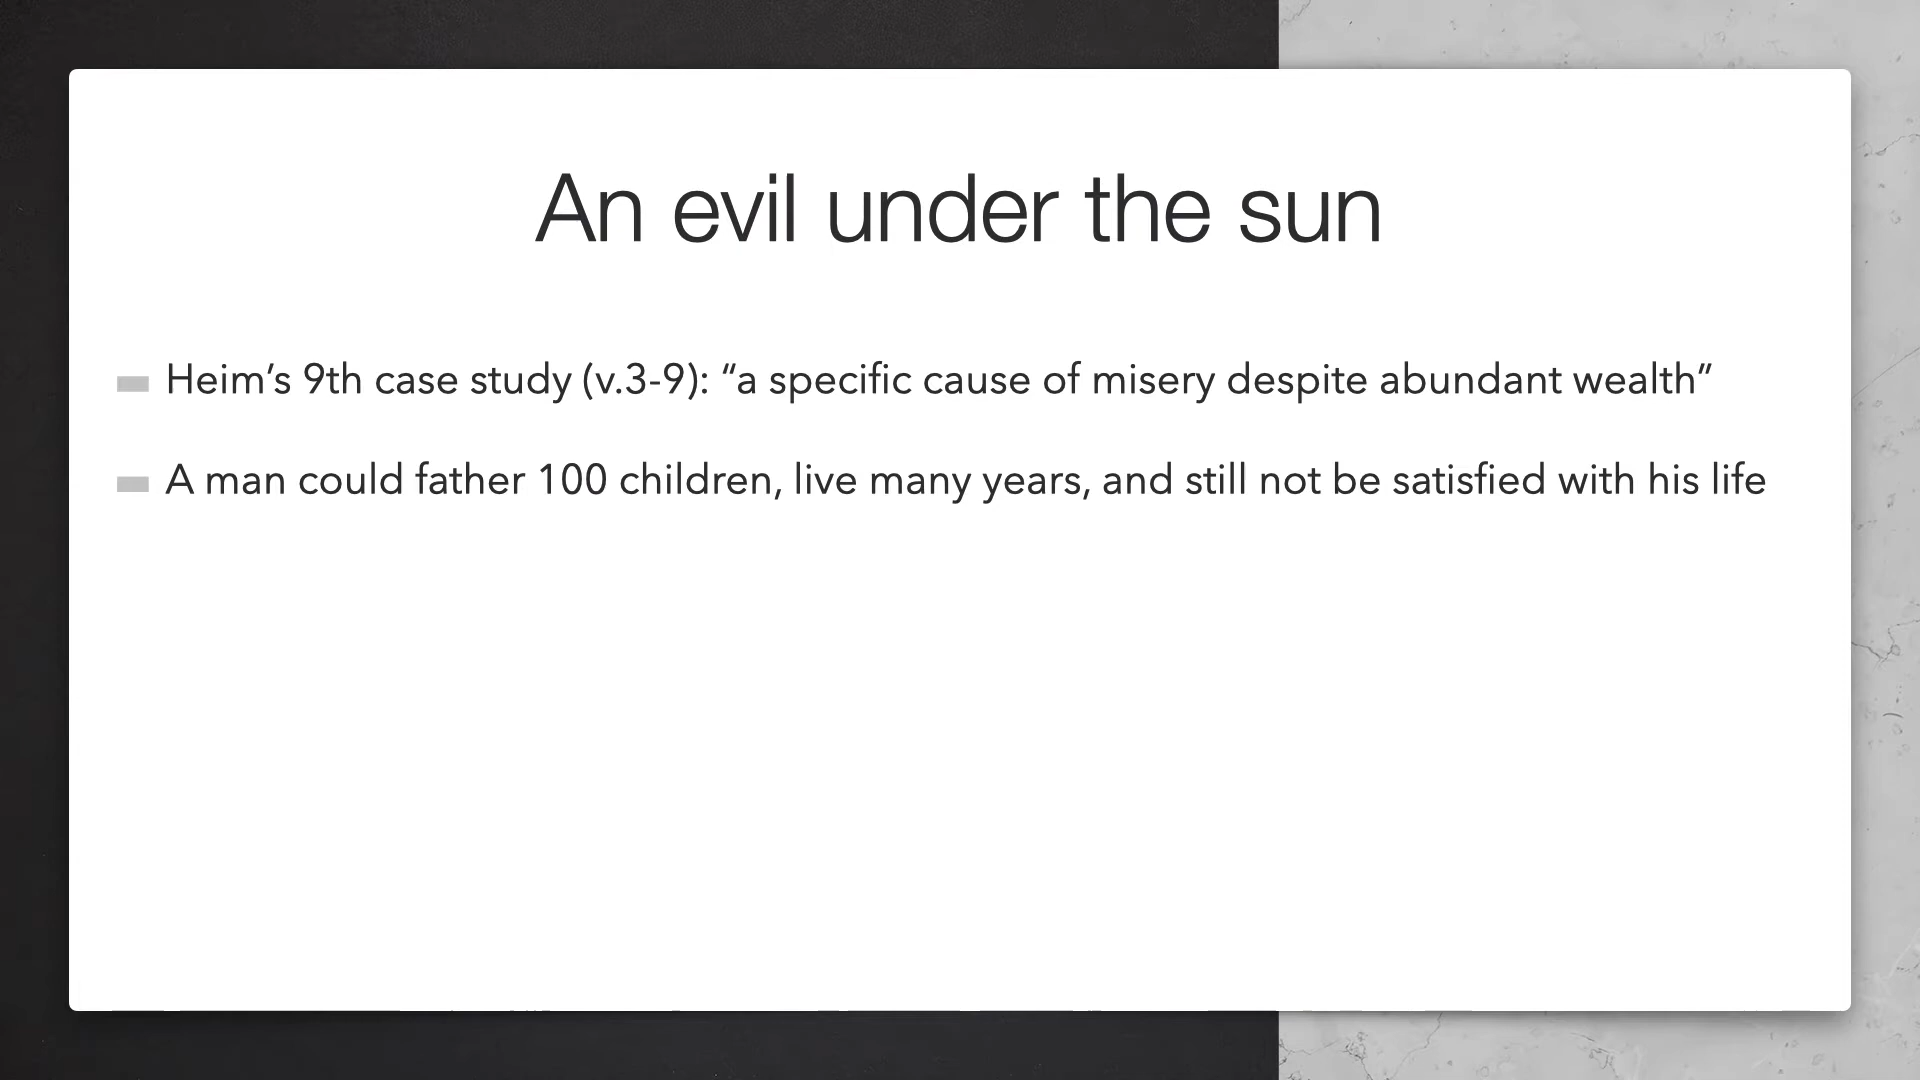 An evil under the sun
Heim’s 9th case study (v.3-9): “a specific cause of misery despite abundant wealth”
A man could father 100 children, live many years, and still not be satisfied with his life